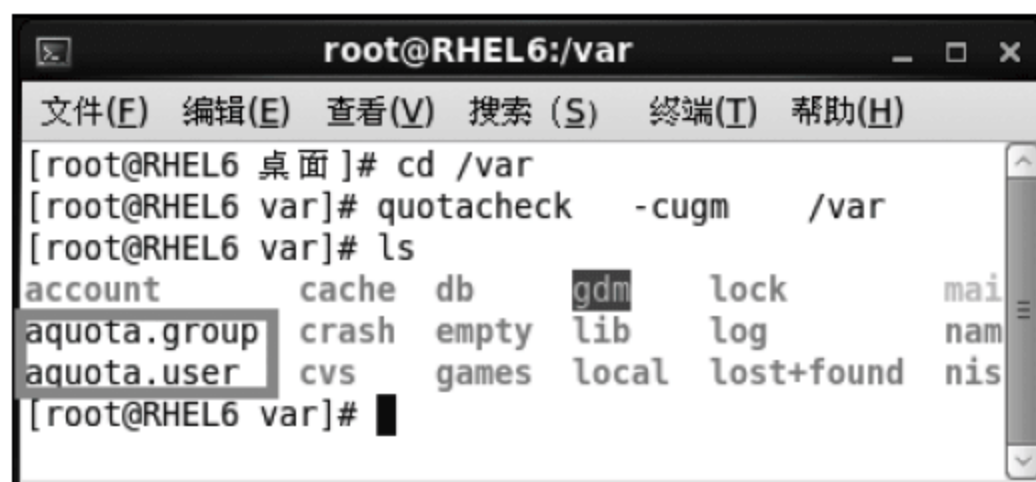 root@RHEL6:/var
文件(F) 编辑(E) 查看(V) 搜索 (S) 终端(T) 帮助(H)
[root@RHEL6 桌面]# cd /var
[root@RHEL6 var]# quotacheck -cugm /var
[root@RHEL6 var]# ls
account cache db gdm lock mai
aquota.group crash empty lib log nam
aquota.user cvs games local lost+found nis
[root@RHEL6 var]#